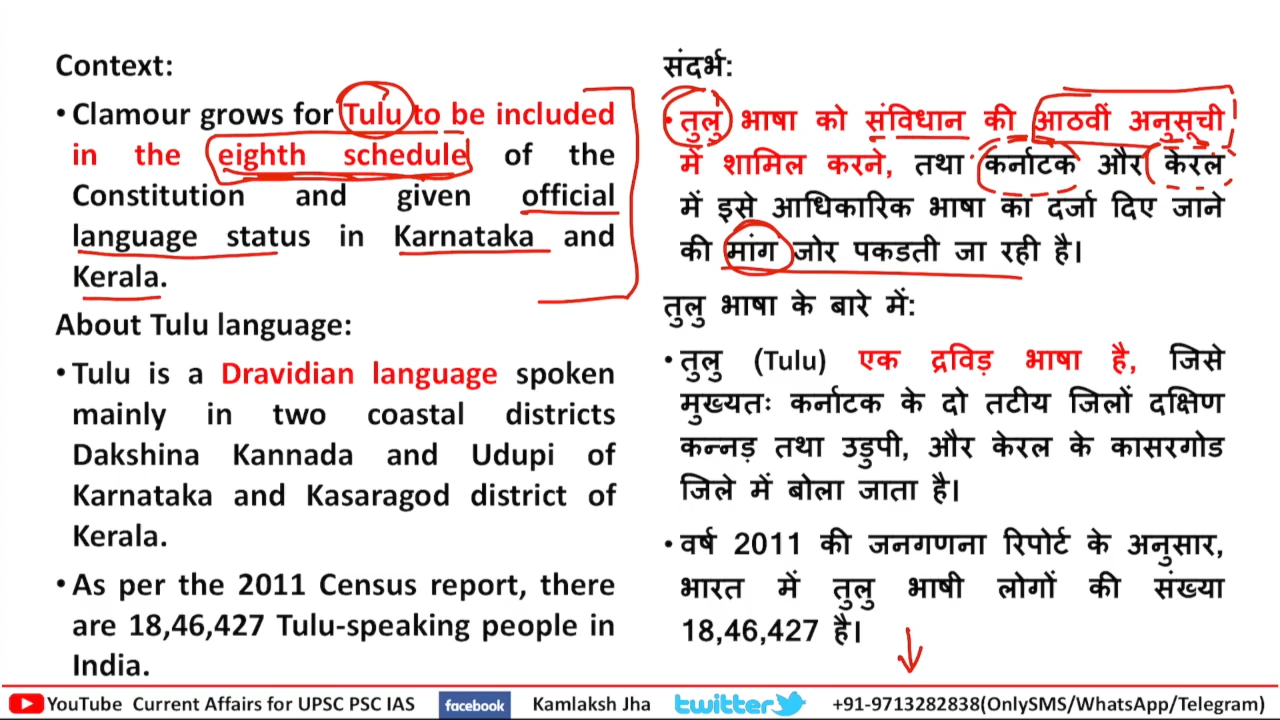 Context:
• Clamour grows for Tulu to be included
in the eighth schedule of the
Constitution and given official
language status in Karnataka and
Kerala.
About Tulu language:
• Tulu is a Dravidian language spoken
mainly in two coastal districts
Dakshina Kannada and Udupi of
Karnataka and Kasaragod district of
Kerala.
• As per the 2011 Census report, there
are 18,46,427 Tulu-speaking people in
India.
संदर्भ:
• तुलु भाषा को संविधान की आठवीं अनुसूची
में शामिल करने, तथा कर्नाटक और केरल
में इसे आधिकारिक भाषा का दर्जा दिए जाने
की मांग जोर पकडती जा रही है।
तुलु भाषा के बारे में:
• तुलु (Tulu) एक द्रविड़ भाषा है, जिसे
मुख्यतः कर्नाटक के दो तटीय जिलों दक्षिण
कन्नड़ तथा उडुपी, और केरल के कासरगोड
जिले में बोला जाता है।
• वर्ष 2011 की जनगणना रिपोर्ट के अनुसार,
भारत में तुलु भाषी लोगों की संख्या
18,46,427 है।
YouTube Current Affairs for UPSC PSC IAS facebook Kamlaksh Jha twitter +91-9713282838(OnlySMS/WhatsApp/Telegram)